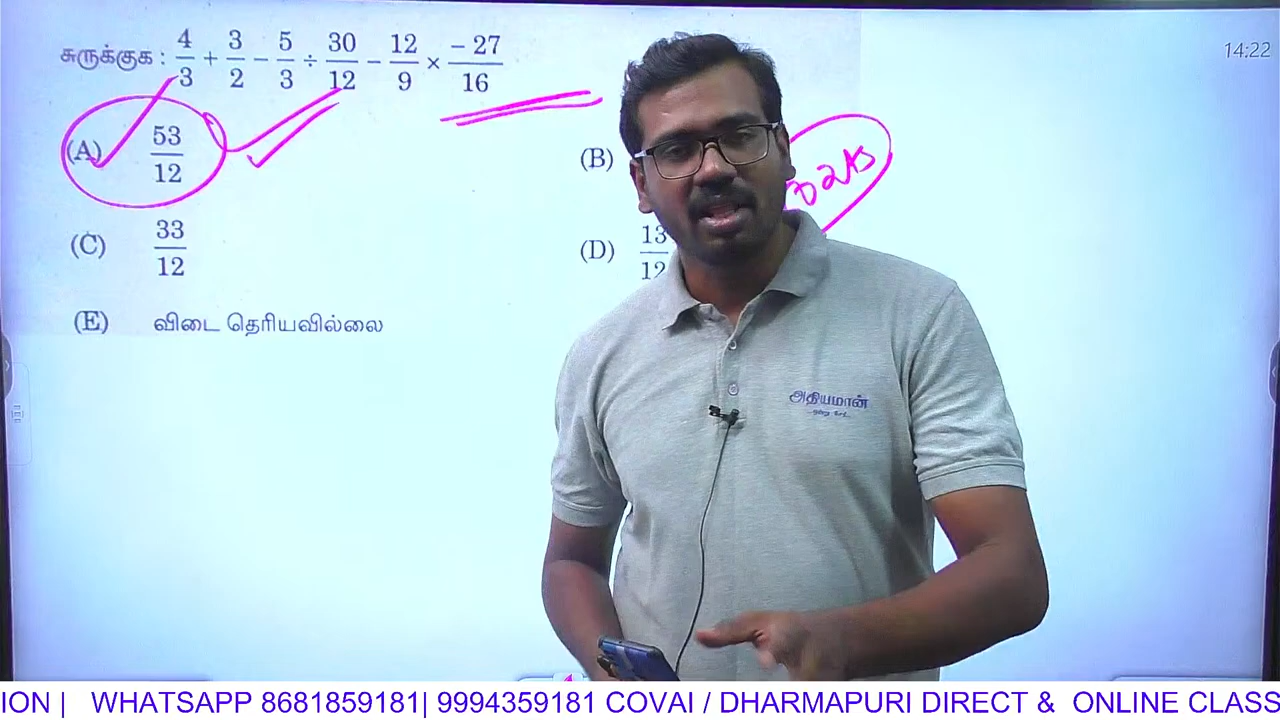 14:22
சுருக்குக : 4/3 + 3/2 − 5/3 ÷ 30/12 − 12/9 × −27/16
(A) 53/12
(B)
(C) 33/12
(D) 13/12
(E) விடை தெரியவில்லை
அதியமான்
ION | WHATSAPP 8681859181| 9994359181 COVAI / DHARMAPURI DIRECT & ONLINE CLASS